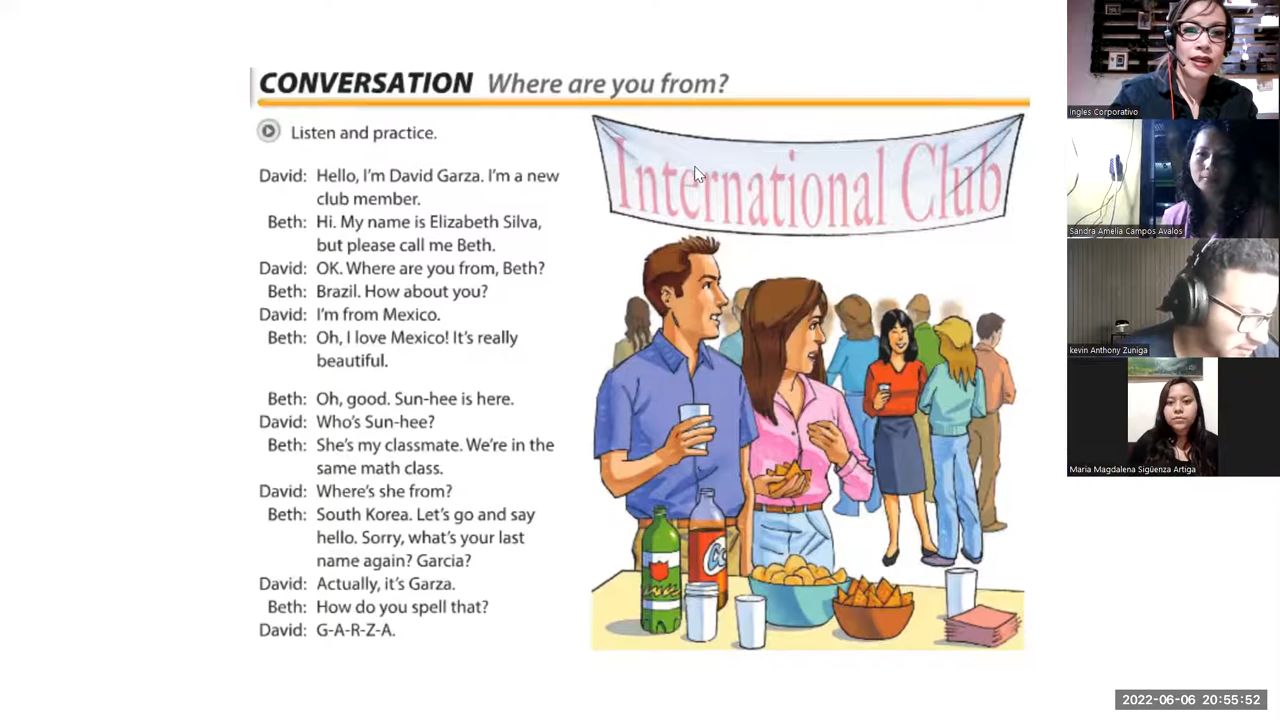 CONVERSATION Where are you from?
Listen and practice.
David: Hello, I'm David Garza. I'm a new
club member.
Beth: Hi. My name is Elizabeth Silva,
but please call me Beth.
David: OK. Where are you from, Beth?
Beth: Brazil. How about you?
David: I'm from Mexico.
Beth: Oh, I love Mexico! It's really
beautiful.
Beth: Oh, good. Sun-hee is here.
David: Who's Sun-hee?
Beth: She's my classmate. We're in the
same math class.
David: Where's she from?
Beth: South Korea. Let's go and say
hello. Sorry, what's your last
name again? Garcia?
David: Actually, it's Garza.
Beth: How do you spell that?
David: G-A-R-Z-A.
International Club
Ingles Corporativo
Sandra Amelia Campos Avalos
kevin Anthony Zuniga
Maria Magdalena Sigüenza Artiga
2022-06-06 20:55:52